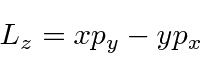 $L_z = xp_y - yp_x$